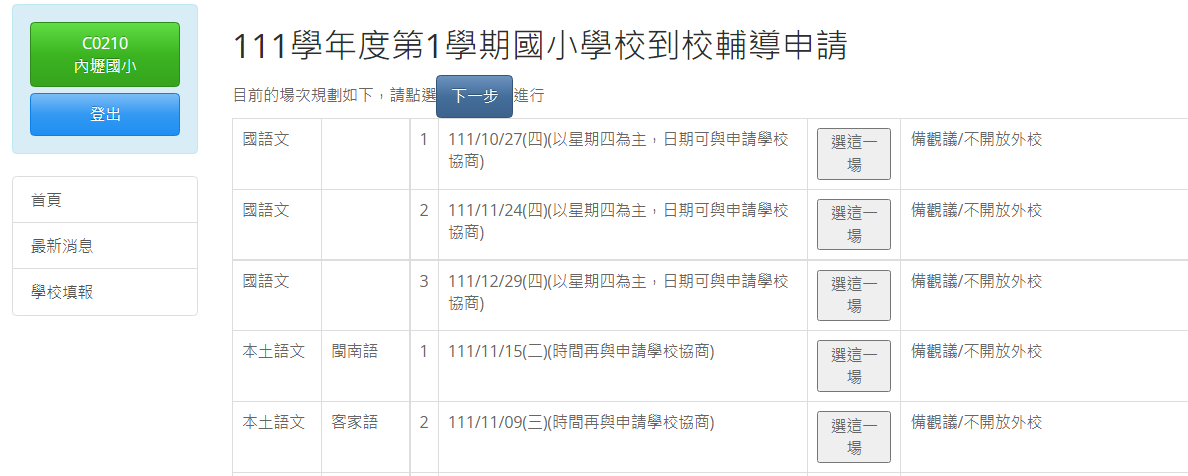 C0210
內壢國小
登出
首頁
最新消息
學校填報
111學年度第1學期國小學校到校輔導申請
目前的場次規劃如下，請點選 下一步 進行
國語文 1 111/10/27(四)(以星期四為主，日期可與申請學校 選這一 備觀議/不開放外校
協商) 場
國語文 2 111/11/24(四)(以星期四為主，日期可與申請學校 選這一 備觀議/不開放外校
協商) 場
國語文 3 111/12/29(四)(以星期四為主，日期可與申請學校 選這一 備觀議/不開放外校
協商) 場
本土語文 閩南語 1 111/11/15(二)(時間再與申請學校協商) 選這一 備觀議/不開放外校
場
本土語文 客家語 2 111/11/09(三)(時間再與申請學校協商) 選這一 備觀議/不開放外校
場